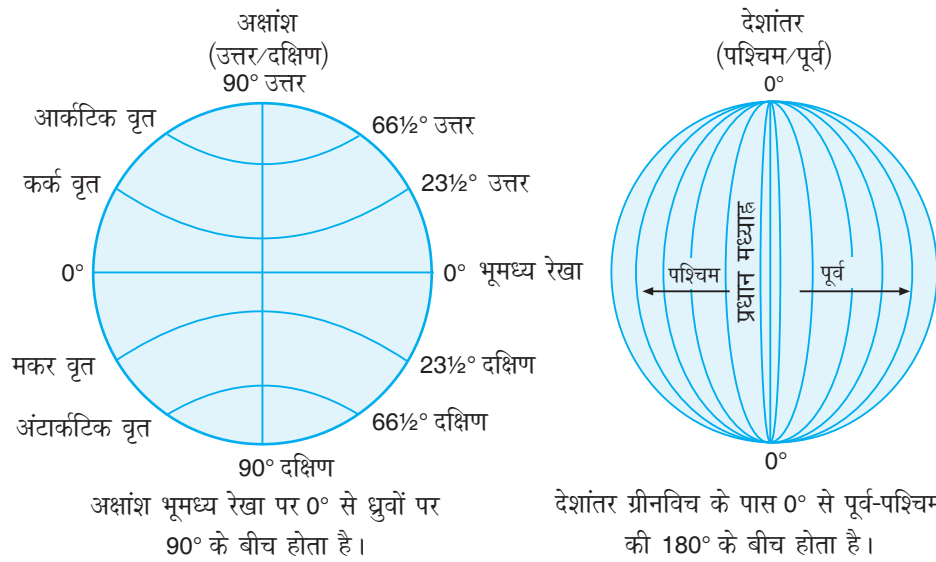 अक्षांश
(उत्तर/दक्षिण)
90° उत्तर
आर्कटिक वृत
66½° उत्तर
कर्क वृत
23½° उत्तर
0°
0° भूमध्य रेखा
मकर वृत
23½° दक्षिण
अंटार्कटिक वृत
66½° दक्षिण
90° दक्षिण
अक्षांश भूमध्य रेखा पर 0° से ध्रुवों पर
90° के बीच होता है।
देशांतर
(पश्चिम/पूर्व)
0°
प्रधान मध्याह्न
पश्चिम
पूर्व
0°
देशांतर ग्रीनविच के पास 0° से पूर्व-पश्चिम
की 180° के बीच होता है।